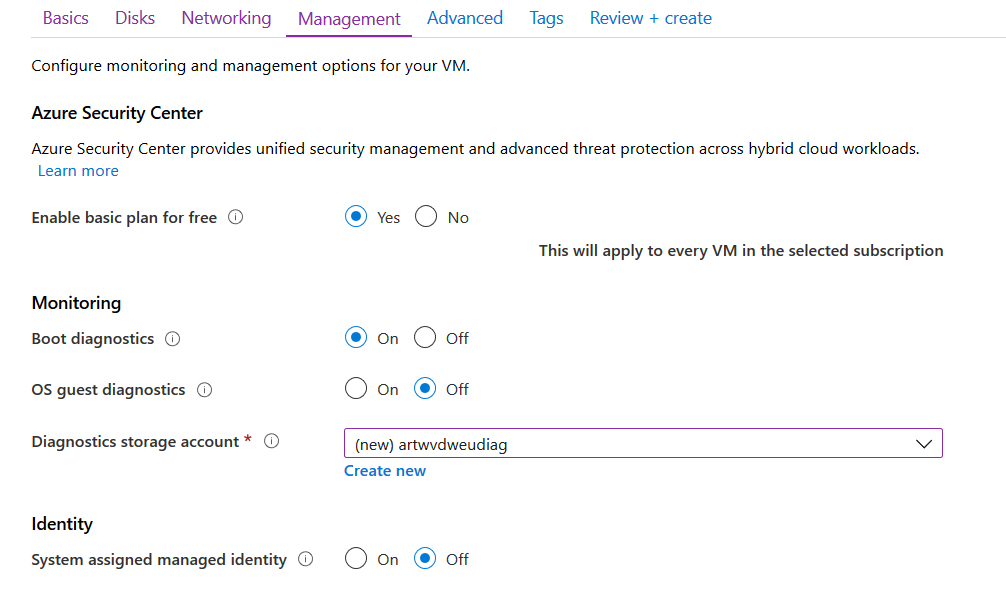 Basics Disks Networking Management Advanced Tags Review + create
Configure monitoring and management options for your VM.
Azure Security Center
Azure Security Center provides unified security management and advanced threat protection across hybrid cloud workloads.
Learn more
Enable basic plan for free Yes No
This will apply to every VM in the selected subscription
Monitoring
Boot diagnostics On Off
OS guest diagnostics On Off
Diagnostics storage account * (new) artwvdweudiag
Create new
Identity
System assigned managed identity On Off